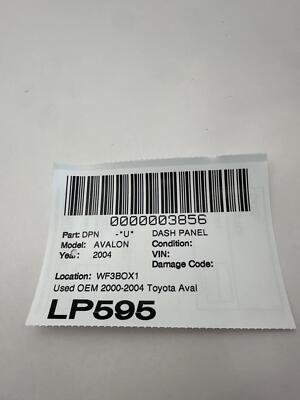 0000003856
Part: DPN -*U* DASH PANEL
Model: AVALON Condition:
Year: 2004 VIN:
Damage Code:
Location: WF3BOX1
Used OEM 2000-2004 Toyota Aval
LP595